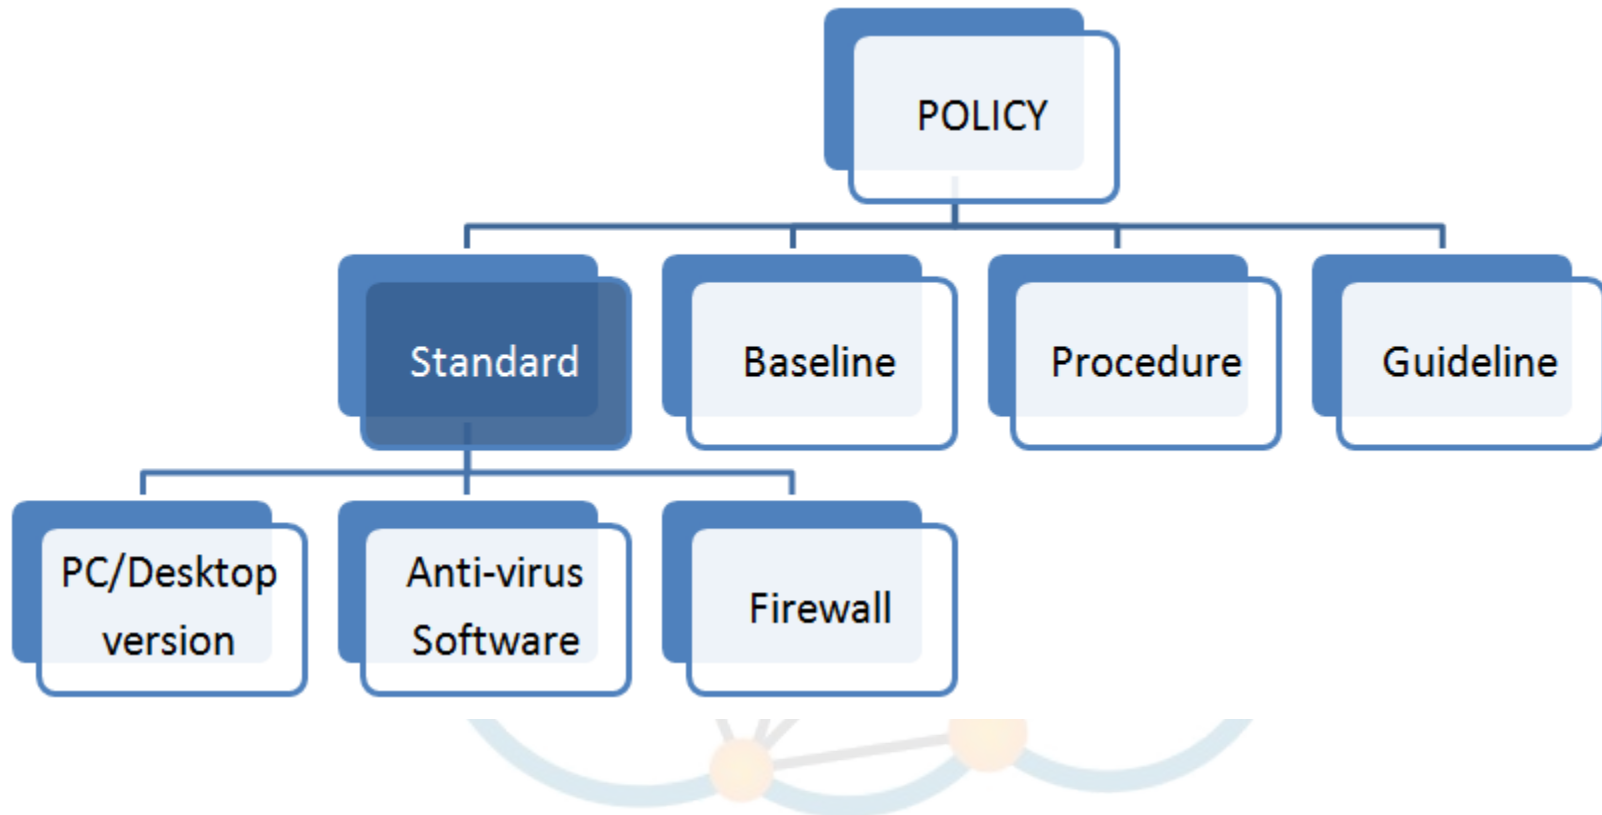 POLICY
Standard
Baseline
Procedure
Guideline
PC/Desktop
version
Anti-virus
Software
Firewall